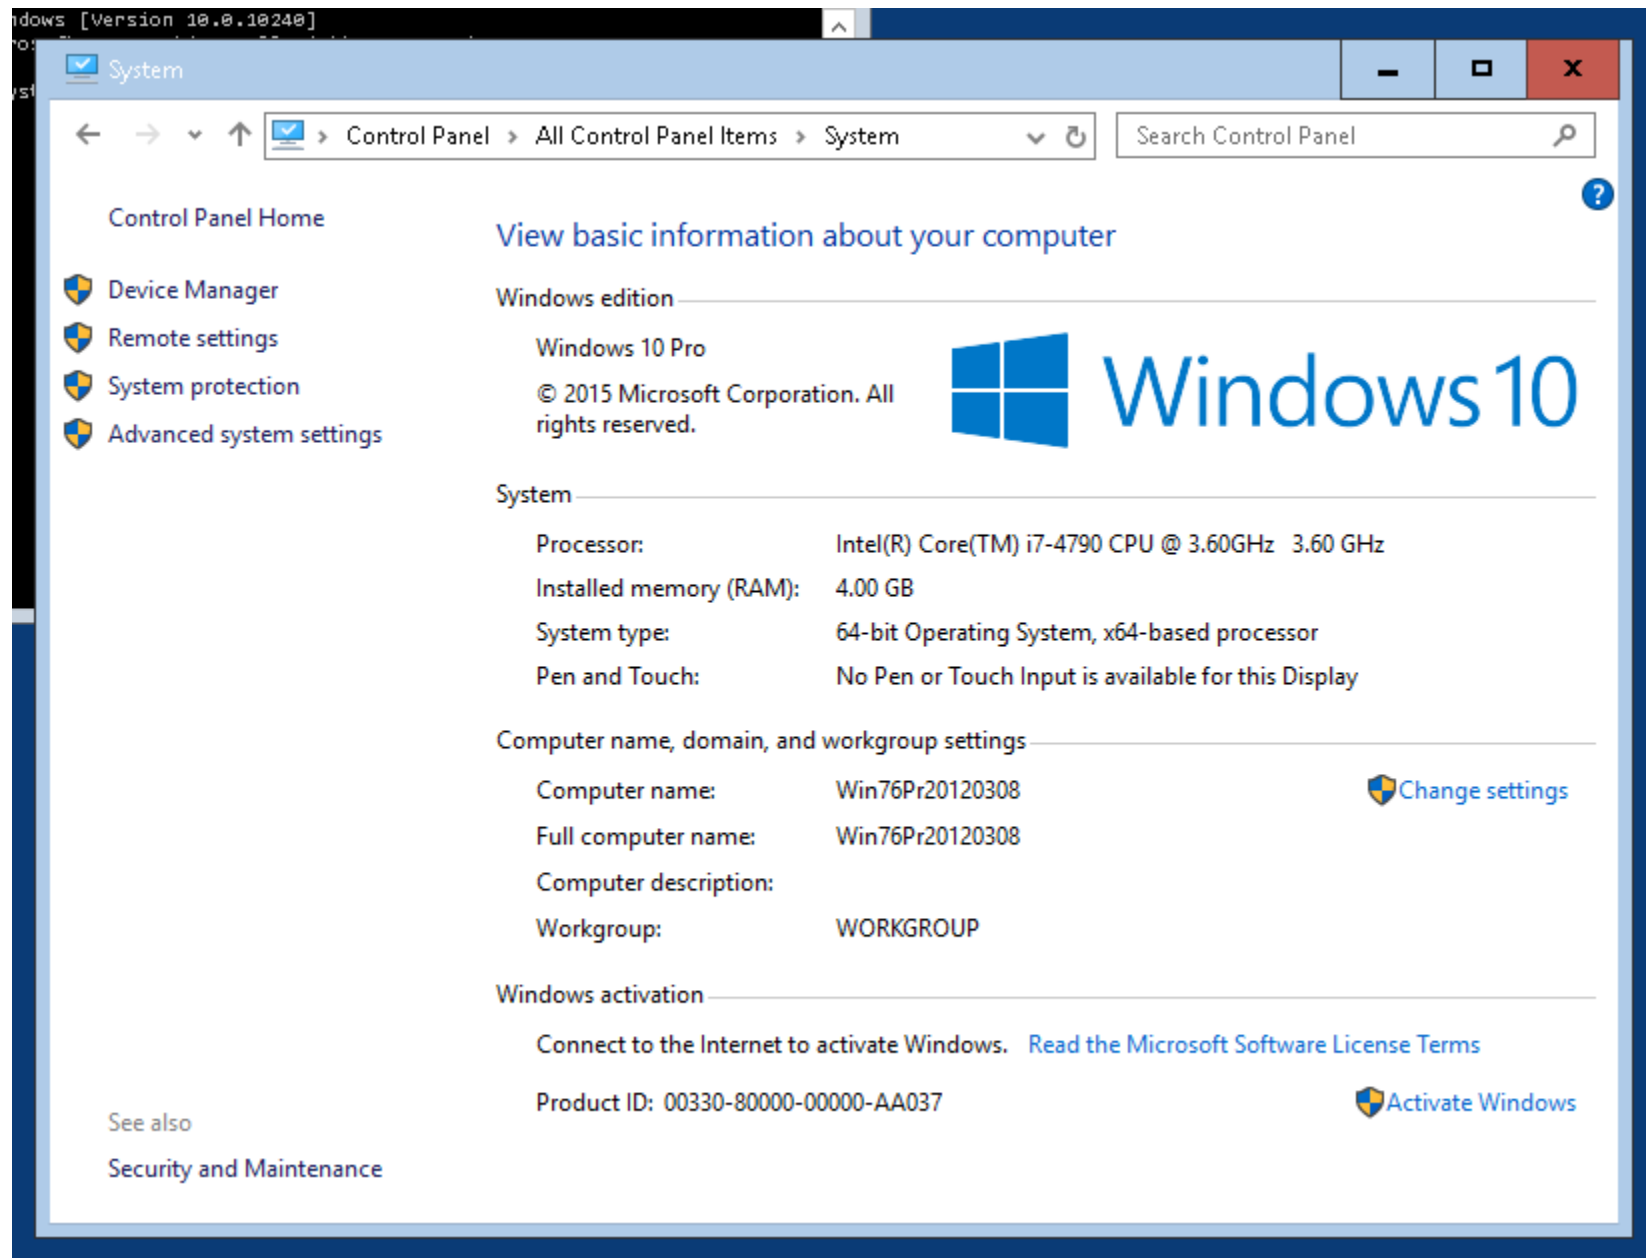 ndows [Version 10.0.10240]
System
Control Panel > All Control Panel Items > System
Search Control Panel
?
Control Panel Home
Device Manager
Remote settings
System protection
Advanced system settings
View basic information about your computer
Windows edition
Windows 10 Pro
© 2015 Microsoft Corporation. All
rights reserved.
Windows 10
System
Processor: Intel(R) Core(TM) i7-4790 CPU @ 3.60GHz 3.60 GHz
Installed memory (RAM): 4.00 GB
System type: 64-bit Operating System, x64-based processor
Pen and Touch: No Pen or Touch Input is available for this Display
Computer name, domain, and workgroup settings
Computer name: Win76Pr20120308 Change settings
Full computer name: Win76Pr20120308
Computer description:
Workgroup: WORKGROUP
Windows activation
Connect to the Internet to activate Windows. Read the Microsoft Software License Terms
Product ID: 00330-80000-00000-AA037 Activate Windows
See also
Security and Maintenance